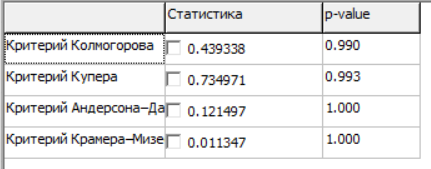 Статистика p-value
Критерий Колмогорова 0.439338 0.990
Критерий Купера 0.734971 0.993
Критерий Андерсона–Да 0.121497 1.000
Критерий Крамера–Мизе 0.011347 1.000